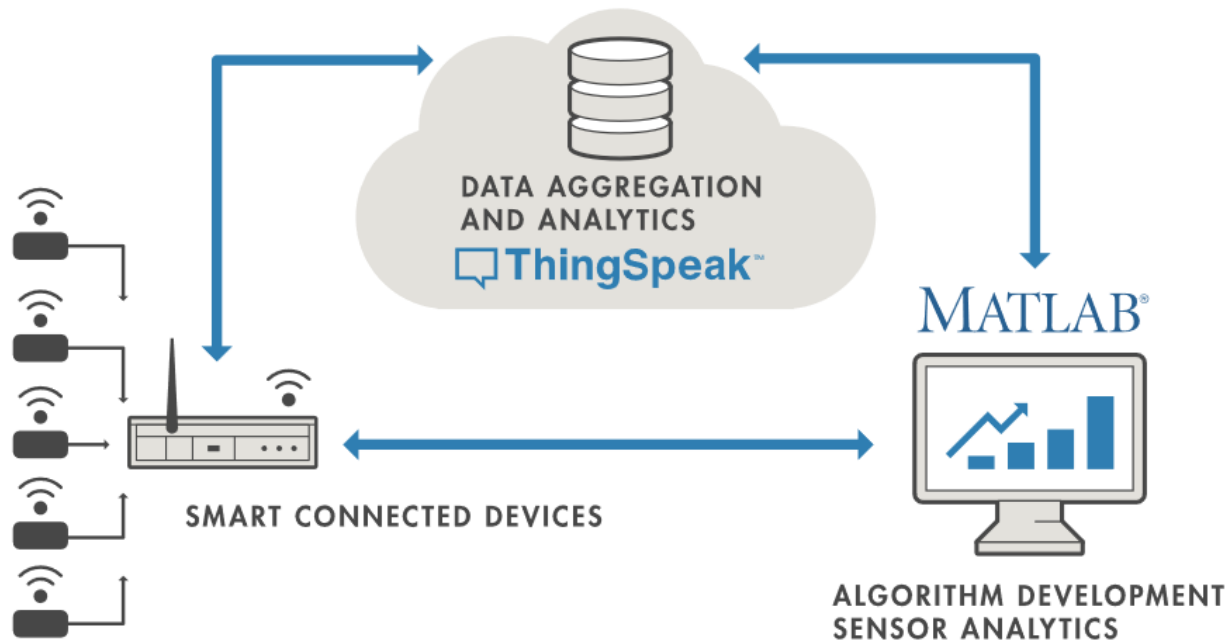 DATA AGGREGATION
AND ANALYTICS
ThingSpeak™
MATLAB®
SMART CONNECTED DEVICES
ALGORITHM DEVELOPMENT
SENSOR ANALYTICS